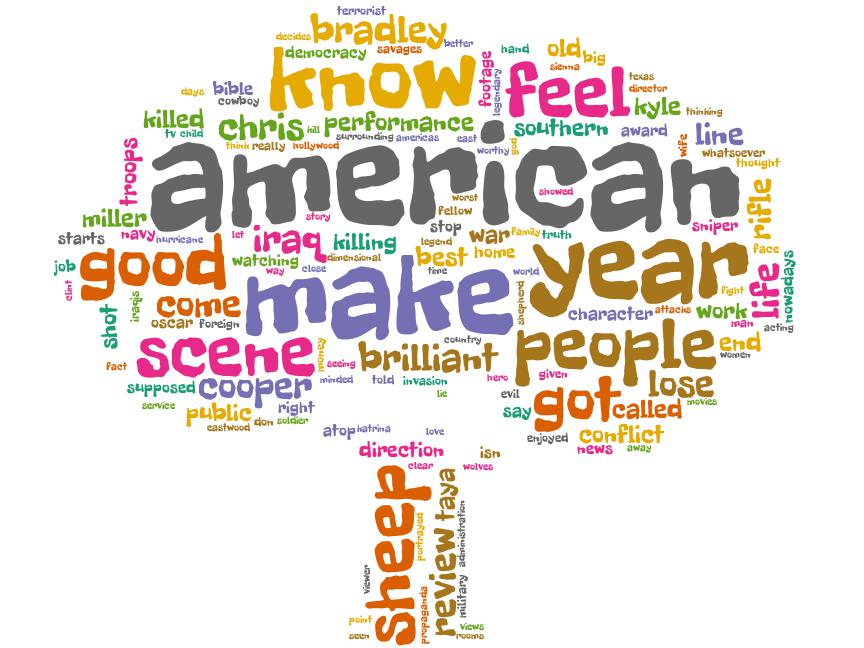 terrorist
decides bradley better
democracy savages
know
footage
legendary
hand
old
big
sienna
feel
texas
director
days
bible
cowboy
killed
tv child
chris
kill
performance
surrounding
americas
east
southern
award
kyle
thinking
line
wife
whatsoever
thought
think
really
hollywood
worthy
god
troops
american
worst
fellow
showed
story
rifle
miller
starts
navy
hurricane
let
iraq
killing
stop
legend
war
family
truth
sniper
face
job
good
watching
way
close
dimensional
best
home
time
world
year
life
nowadays
clint
iraqis
shot
come
oscar
foreign
make
shepherd
character
attacks
fight
work
man
acting
scene
money
seeing
brilliant
country
people
end
women
fact
supposed
service
cooper
minded
told
invasion
lie
hero
given
evil
say
got
called
lose
movies
public
right
eastwood
don
soldier
atop
katrina
love
enjoyed
conflict
news
away
direction
clear
isn
wolves
sheep
portrayed
review
taya
administration
military
viewer
propaganda
point
seen
views
rooms